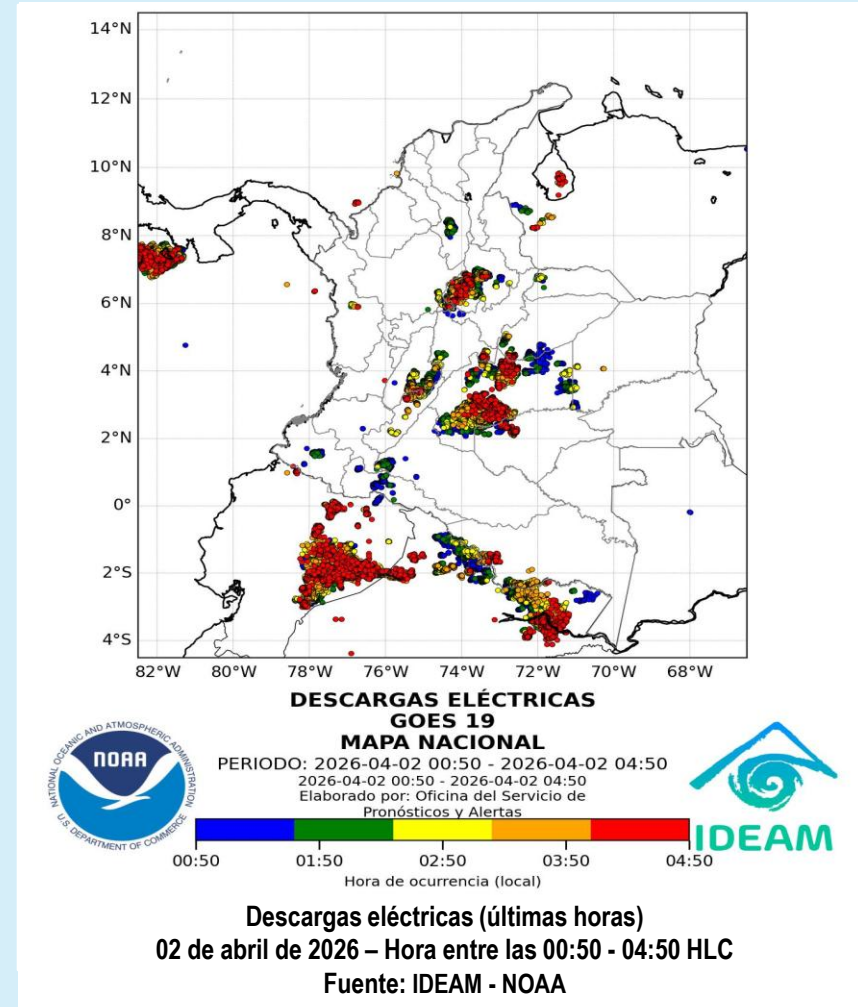 14°N
12°N
10°N
8°N
6°N
4°N
2°N
0°
2°S
4°S
82°W 80°W 78°W 76°W 74°W 72°W 70°W 68°W
DESCARGAS ELÉCTRICAS
GOES 19
MAPA NACIONAL
PERIODO: 2026-04-02 00:50 - 2026-04-02 04:50
2026-04-02 00:50 - 2026-04-02 04:50
Elaborado por: Oficina del Servicio de
Pronósticos y Alertas
NATIONAL OCEANIC AND ATMOSPHERIC ADMINISTRATION
NOAA
U.S. DEPARTMENT OF COMMERCE
IDEAM
00:50 01:50 02:50 03:50 04:50
Hora de ocurrencia (local)
Descargas eléctricas (últimas horas)
02 de abril de 2026 – Hora entre las 00:50 - 04:50 HLC
Fuente: IDEAM - NOAA